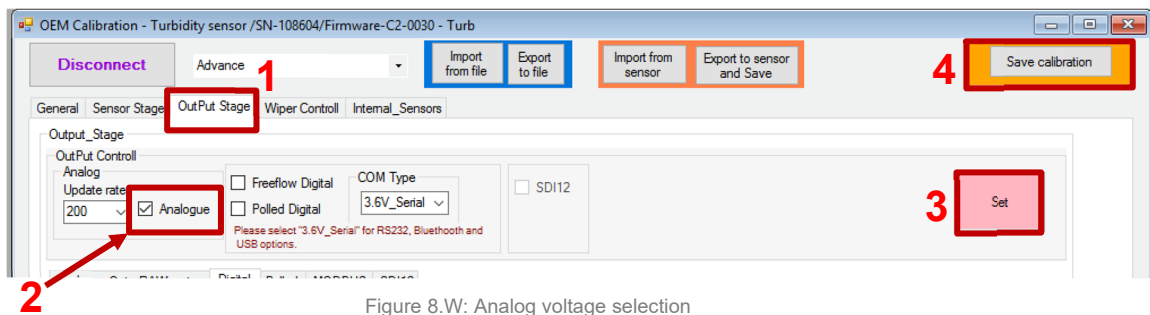 OEM Calibration - Turbidity sensor /SN-108604/Firmware-C2-0030 - Turb
Disconnect
Advance
Import from file
Export to file
Import from sensor
Export to sensor and Save
4
Save calibration
1
General Sensor Stage OutPut Stage Wiper Controll Internal_Sensors
Output_Stage
OutPut Controll
Analog
Update rate
200
Analogue
Freeflow Digital
Polled Digital
COM Type
3.6V_Serial
Please select "3.6V_Serial" for RS232, Bluethooth and
USB options.
SDI12
3
Set
Digital
2
Figure 8.W: Analog voltage selection